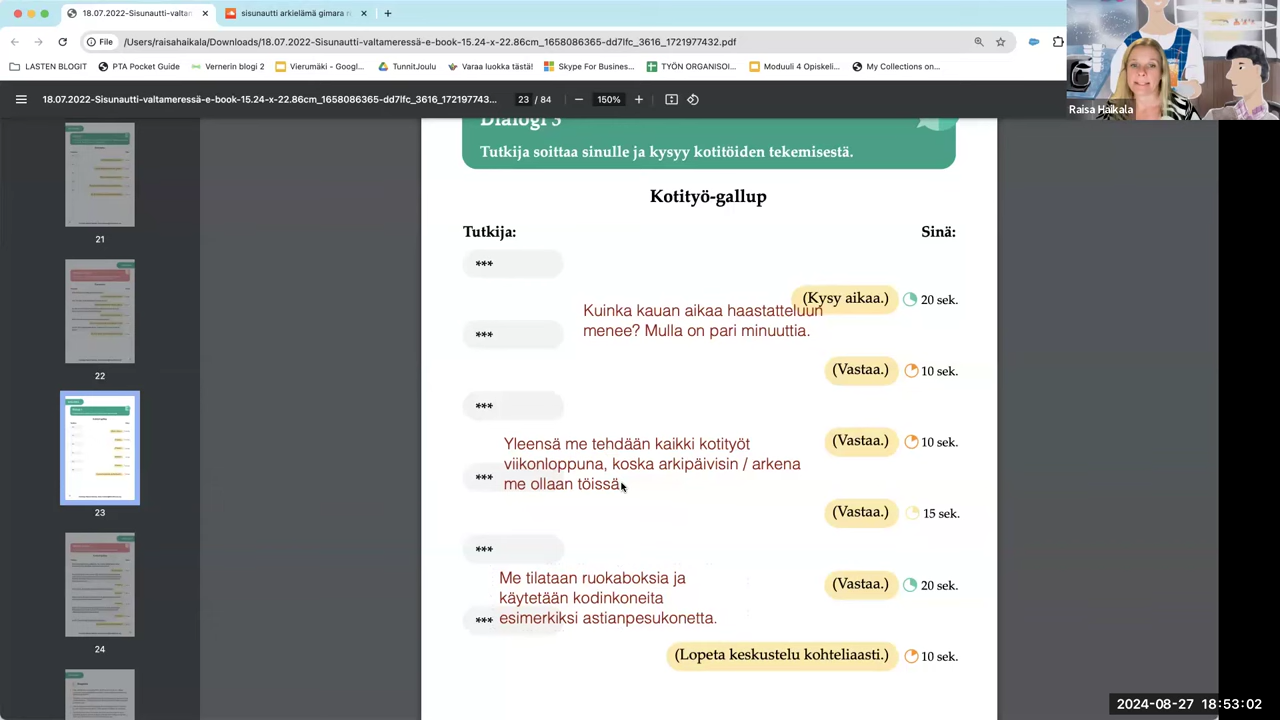 18.07.2022-Sisunautti-valtam
sisunautti arkielämä gimara ri
File
/Users/raisahaikala/Downloads/18.07.2022-Sisunautti-valtameressä-e-book-15.24-x-22.86cm_1658086365-dd7lfc_3616_1721977432.pdf
LASTEN BLOGIT
PTA Pocket Guide
Vernerin blogi 2
Vierumäki – Googl...
TunnitJoulu
Varaa luokka tästä!
Skype For Busines...
TYÖN ORGANISOI...
Moduuli 4 Opiskeli...
My Collections on...
Raisa Haikala
18.07.2022-Sisunautti-valtameressä-e-book-15.24-x-22.86cm_1658086365-dd7lfc_3616_172197743...
23 / 84
150%
21
22
23
24
Dialogi 3
Tutkija soittaa sinulle ja kysyy kotitöiden tekemisestä.
Kotityö-gallup
Tutkija:
Sinä:
***
(Kysy aikaa.) 20 sek.
Kuinka kauan aikaa haastatteluun
menee? Mulla on pari minuuttia.
***
(Vastaa.) 10 sek.
***
(Vastaa.) 10 sek.
Yleensä me tehdään kaikki kotityöt
viikonloppuna, koska arkipäivisin / arkena
me ollaan töissä.
***
(Vastaa.) 15 sek.
***
(Vastaa.) 20 sek.
Me tilataan ruokaboksia ja
käytetään kodinkoneita
esimerkiksi astianpesukonetta.
***
(Lopeta keskustelu kohteliaasti.) 10 sek.
2024-08-27 18:53:02